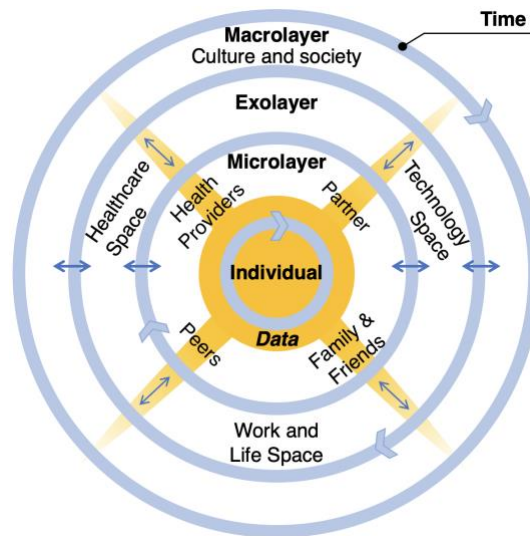 Time
Macrolayer
Culture and society
Exolayer
Microlayer
Healthcare
Space
Health
Providers
Partner
Technology
Space
Individual
Data
Peers
Family &
Friends
Work and
Life Space